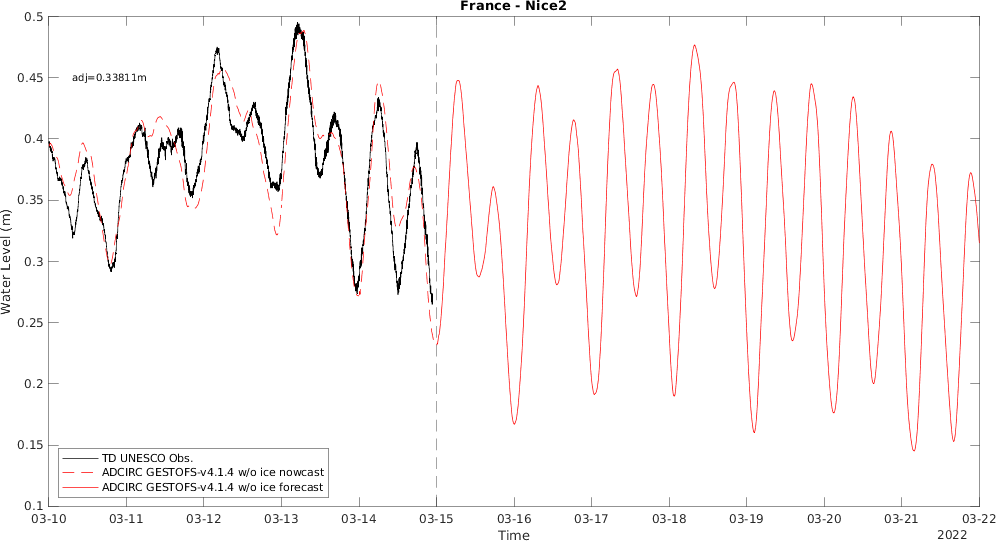 France - Nice2
0.5
0.45
0.4
0.35
0.3
0.25
0.2
0.15
0.1
Water Level (m)
adj=0.33811m
TD UNESCO Obs.
ADCIRC GESTOFS-v4.1.4 w/o ice nowcast
ADCIRC GESTOFS-v4.1.4 w/o ice forecast
03-10 03-11 03-12 03-13 03-14 03-15 03-16 03-17 03-18 03-19 03-20 03-21 03-22
Time
2022